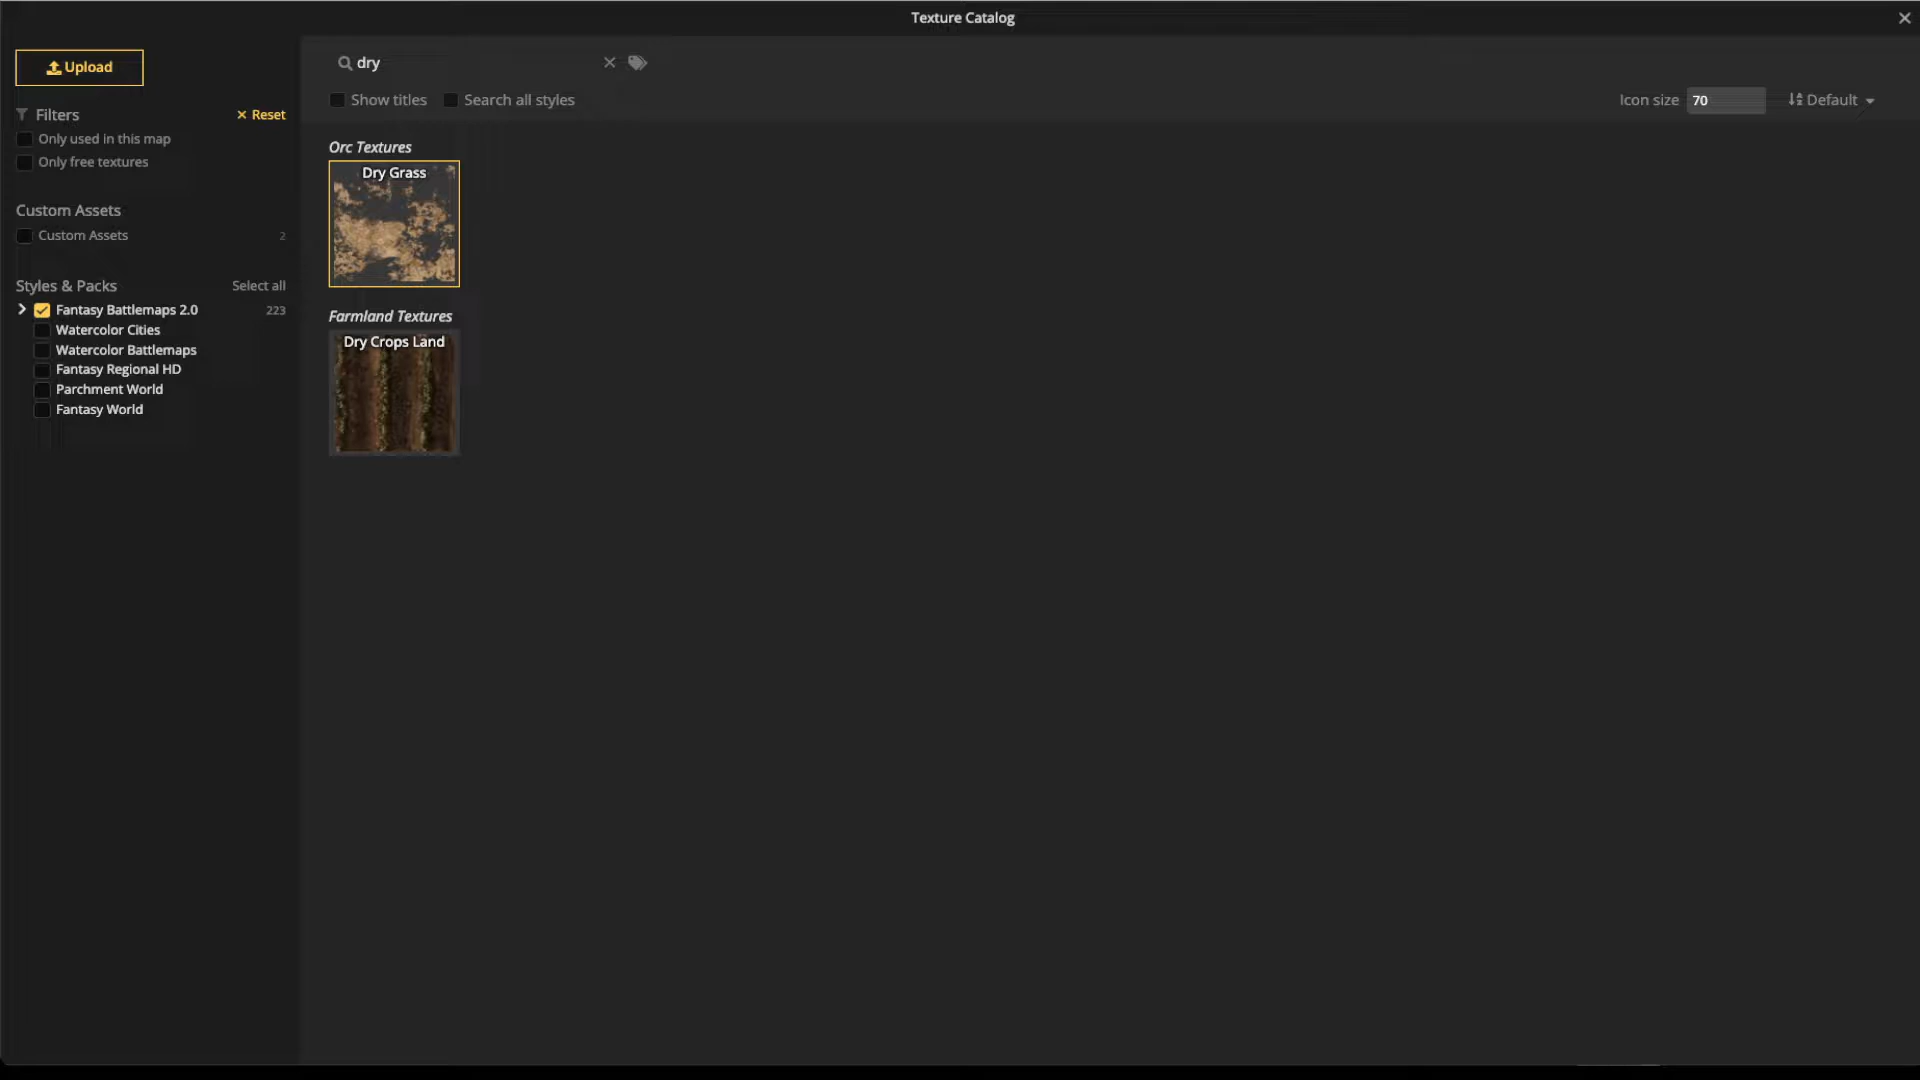 Texture Catalog
Upload
Filters
Reset
Only used in this map
Only free textures
Custom Assets
Custom Assets 2
Styles & Packs Select all
Fantasy Battlemaps 2.0 223
Watercolor Cities
Watercolor Battlemaps
Fantasy Regional HD
Parchment World
Fantasy World
dry
Show titles Search all styles
Icon size 70 Default
Orc Textures
Dry Grass
Farmland Textures
Dry Crops Land